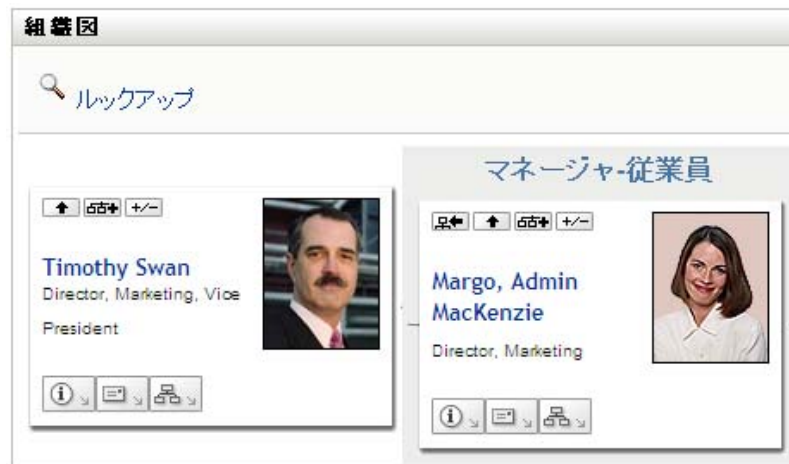 組織図
ルックアップ
マネージャ-従業員
+/-
Timothy Swan
Director, Marketing, Vice
President
+/-
Margo, Admin
MacKenzie
Director, Marketing